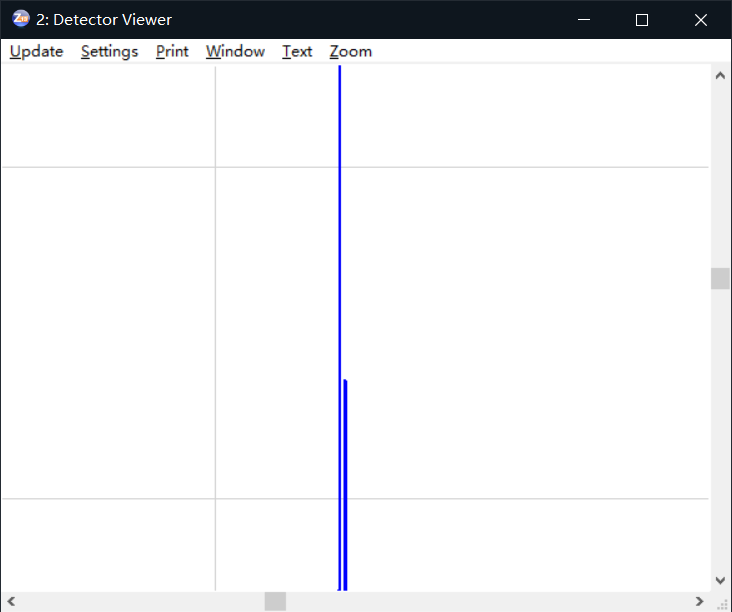 2: Detector Viewer
Update Settings Print Window Text Zoom